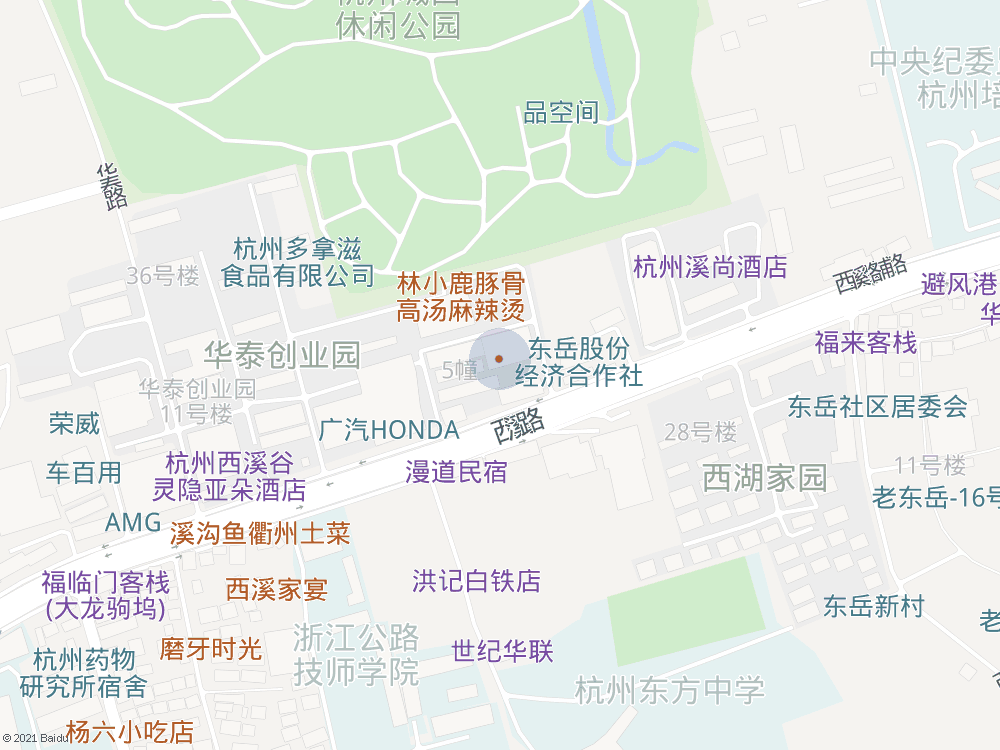 休闲公园
中央纪委
杭州培
品空间
华泰路
杭州多拿滋
食品有限公司
36号楼
林小鹿豚骨
高汤麻辣烫
杭州溪尚酒店
西溪路辅路
避风港
华
福来客栈
华泰创业园
5幢
东岳股份
经济合作社
华泰创业园
11号楼
东岳社区居委会
荣威
广汽HONDA
西溪路
28号楼
车百用
杭州西溪谷
灵隐亚朵酒店
漫道民宿
西湖家园
11号楼
老东岳-16号
AMG
溪沟鱼衢州土菜
福临门客栈
(大龙驹坞)
西溪家宴
洪记白铁店
东岳新村
老
磨牙时光
浙江公路
技师学院
世纪华联
杭州药物
研究所宿舍
杭州东方中学
杨六小吃店
© 2021 Baidu